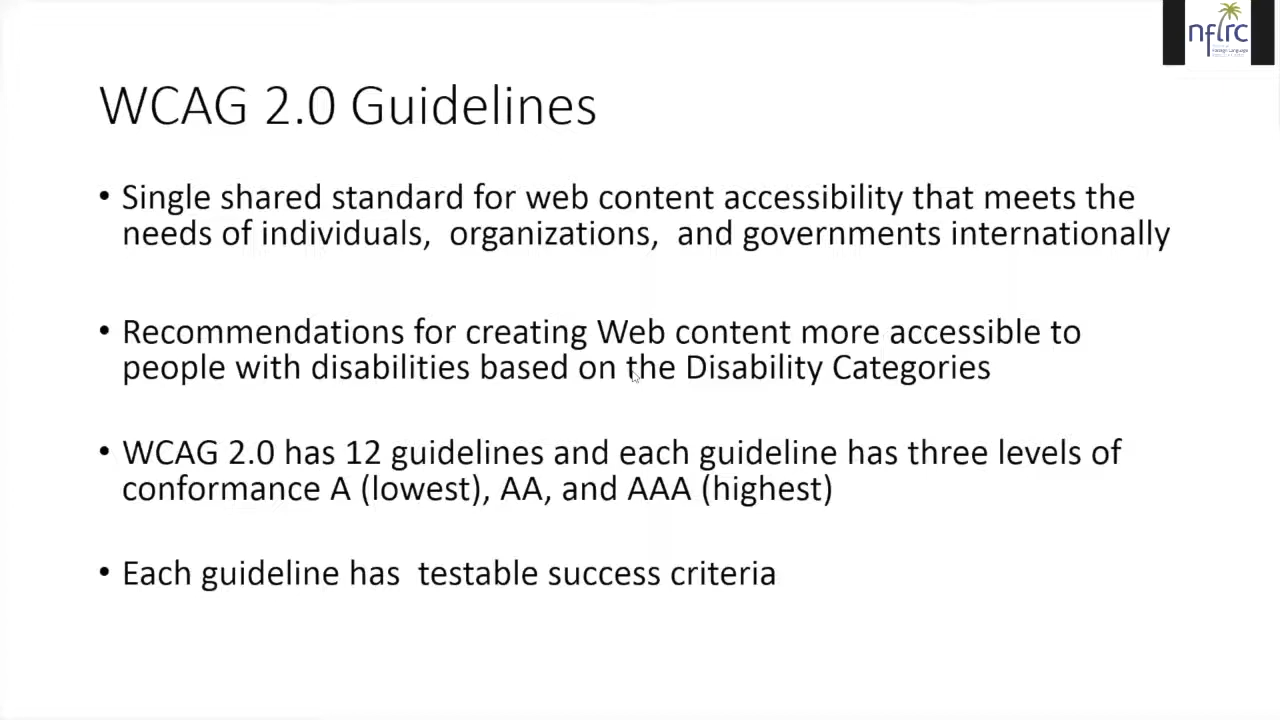 nflrc
WCAG 2.0 Guidelines
• Single shared standard for web content accessibility that meets the
needs of individuals,  organizations,  and governments internationally
• Recommendations for creating Web content more accessible to
people with disabilities based on the Disability Categories
• WCAG 2.0 has 12 guidelines and each guideline has three levels of
conformance A (lowest), AA, and AAA (highest)
• Each guideline has  testable success criteria